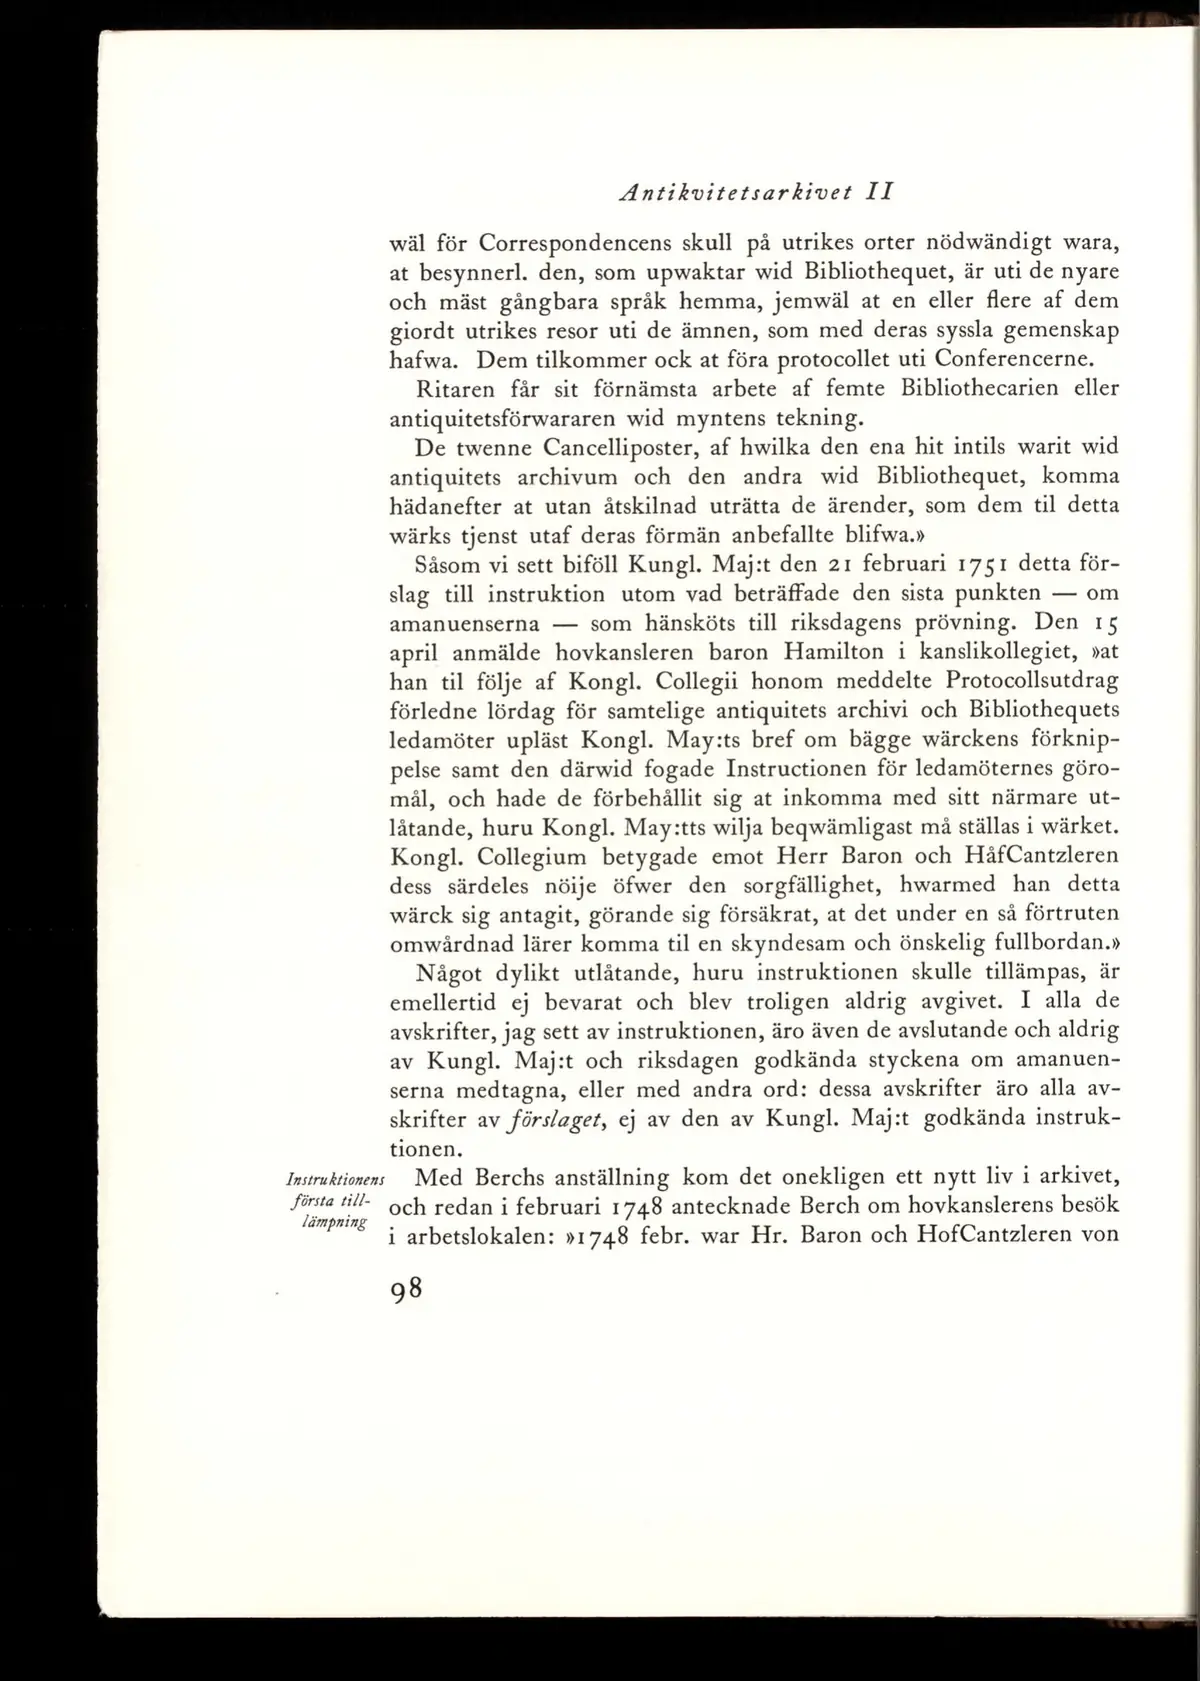 Antikvitetsarkivet II
wäl för Correspondencens skull på utrikes orter nödwändigt wara,
at besynnerl. den, som upwaktar wid Bibliothequet, är uti de nyare
och mäst gångbara språk hemma, jemwäl at en eller flere af dem
giordt utrikes resor uti de ämnen, som med deras syssla gemenskap
hafwa. Dem tilkommer ock at föra protocollet uti Conferencerne.
Ritaren får sit förnämsta arbete af femte Bibliothecarien eller
antiquitetsförwararen wid myntens tekning.
De twenne Cancelliposter, af hwilka den ena hit intils warit wid
antiquitets archivum och den andra wid Bibliothequet, komma
hädanefter at utan åtskilnad uträtta de ärender, som dem til detta
wärks tjenst utaf deras förmän anbefallte blifwa.»
Såsom vi sett biföll Kungl. Maj:t den 21 februari 1751 detta för-
slag till instruktion utom vad beträffade den sista punkten — om
amanuenserna — som hänsköts till riksdagens prövning. Den 15
april anmälde hovkansleren baron Hamilton i kanslikollegiet, »at
han til följe af Kongl. Collegii honom meddelte Protocollsutdrag
förledne lördag för samtelige antiquitets archivi och Bibliothequets
ledamöter upläst Kongl. May:ts bref om bägge wärckens förknip-
pelse samt den därwid fogade Instructionen för ledamöternes göro-
mål, och hade de förbehållit sig at inkomma med sitt närmare ut-
låtande, huru Kongl. May:tts wilja beqwämligast må ställas i wärket.
Kongl. Collegium betygade emot Herr Baron och HåfCantzleren
dess särdeles nöije öfwer den sorgfällighet, hwarmed han detta
wärck sig antagit, görande sig försäkrat, at det under en så förtruten
omwårdnad lärer komma til en skyndesam och önskelig fullbordan.»
Något dylikt utlåtande, huru instruktionen skulle tillämpas, är
emellertid ej bevarat och blev troligen aldrig avgivet. I alla de
avskrifter, jag sett av instruktionen, äro även de avslutande och aldrig
av Kungl. Maj:t och riksdagen godkända styckena om amanuen-
serna medtagna, eller med andra ord: dessa avskrifter äro alla av-
skrifter av förslaget, ej av den av Kungl. Maj:t godkända instruk-
tionen.
Instruktionens
första till-
lämpning
Med Berchs anställning kom det onekligen ett nytt liv i arkivet,
och redan i februari 1748 antecknade Berch om hovkanslerens besök
i arbetslokalen: »1748 febr. war Hr. Baron och HofCantzleren von
98